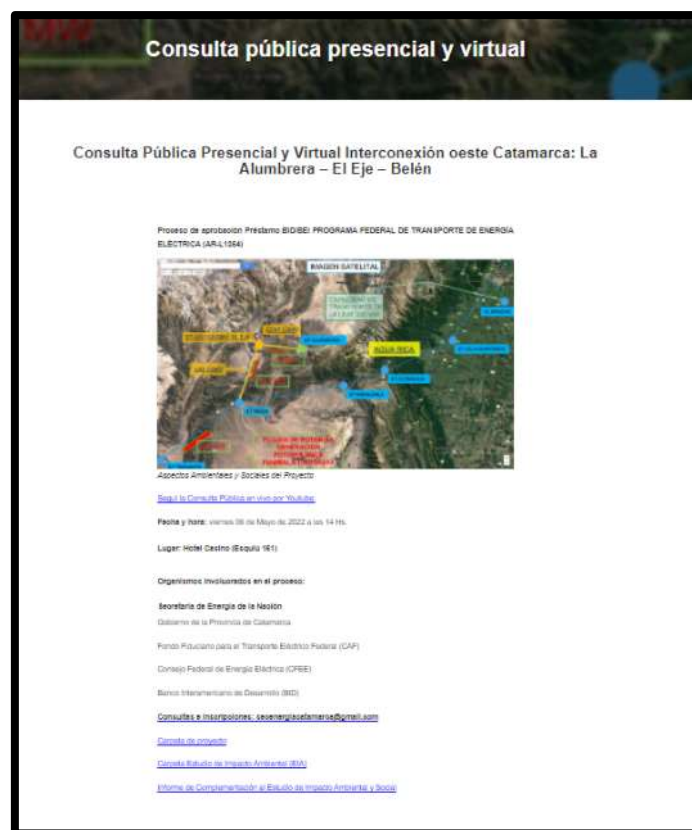 Consulta pública presencial y virtual
Consulta Pública Presencial y Virtual Interconexión oeste Catamarca: La
Alumbrera – El Eje – Belén
Proceso de aprobación Préstamo BID/BEI PROGRAMA FEDERAL DE TRANSPORTE DE ENERGÍA
ELÉCTRICA (AR-L1354)
IMAGEN SATELITAL
AGUA RICA
Aspectos Ambientales y Sociales del Proyecto
Seguí la Consulta Pública en vivo por Youtube
Fecha y hora: viernes 06 de Mayo de 2022 a las 14 Hs.
Lugar: Hotel Casino (Esquiú 151)
Organismos involucrados en el proceso:
Secretaría de Energía de la Nación
Gobierno de la Provincia de Catamarca
Fondo Fiduciario para el Transporte Eléctrico Federal (CAF)
Consejo Federal de Energía Eléctrica (CFEE)
Banco Interamericano de Desarrollo (BID)
Consultas e Inscripciones: secenergiacatamarca@gmail.com
Carpeta de proyecto
Carpeta Estudio de Impacto Ambiental (EIA)
Informe de Complementación al Estudio de Impacto Ambiental y Social